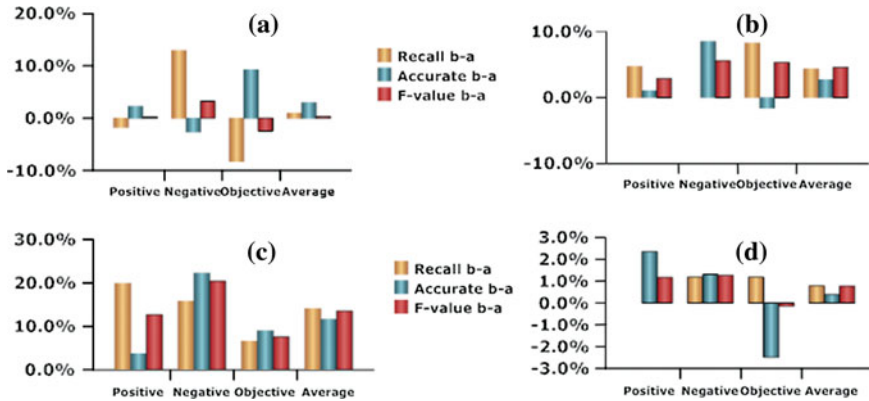 (a)
20.0%
10.0%
0.0%
-10.0%
Positive Negative Objective Average
Recall b-a
Accurate b-a
F-value b-a
(b)
10.0%
0.0%
-10.0%
Positive Negative Objective Average
(c)
30.0%
20.0%
10.0%
0.0%
Positive Negative Objective Average
Recall b-a
Accurate b-a
F-value b-a
(d)
3.0%
2.0%
1.0%
0.0%
-1.0%
-2.0%
-3.0%
Positive Negative Objective Average